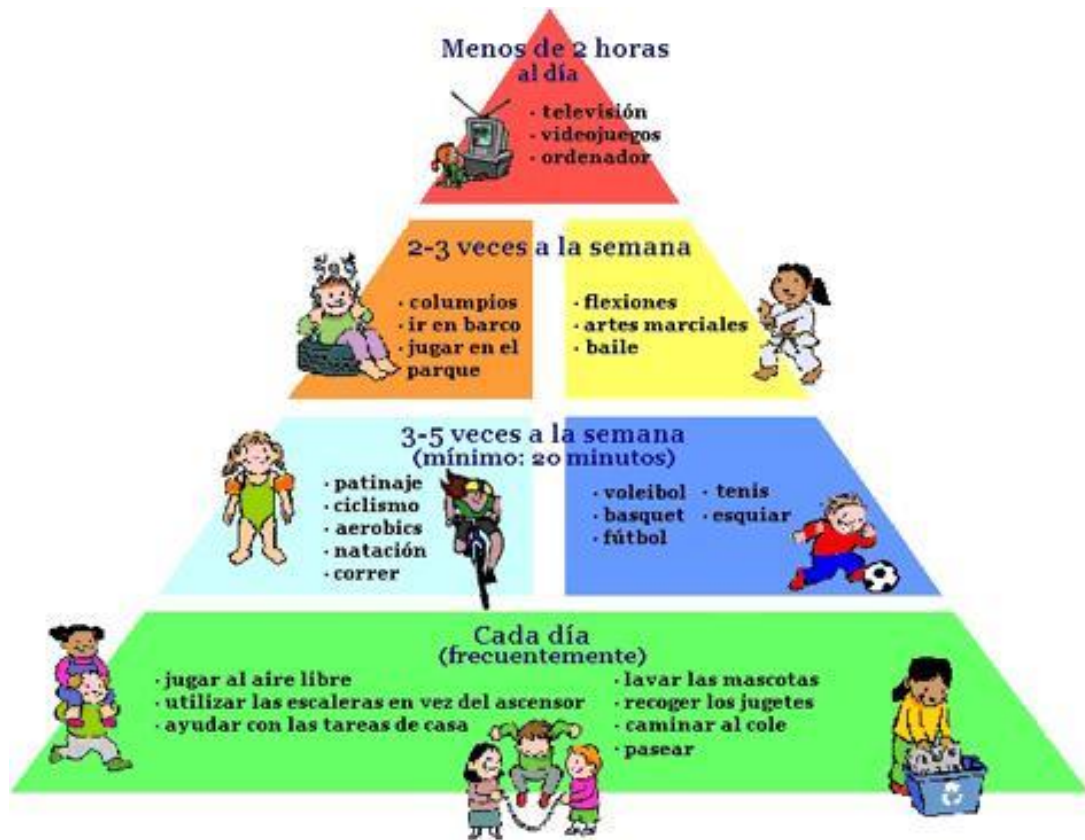 Menos de 2 horas
al día
· televisión
· videojuegos
· ordenador
2-3 veces a la semana
· columpios
· ir en barco
· jugar en el
parque
· flexiones
· artes marciales
· baile
3-5 veces a la semana
(mínimo: 20 minutos)
· patinaje
· ciclismo
· aerobics
· natación
· correr
· voleibol
· basquet
· fútbol
· tenis
· esquiar
Cada día
(frecuentemente)
· jugar al aire libre
· utilizar las escaleras en vez del ascensor
· ayudar con las tareas de casa
· lavar las mascotas
· recoger los jugetes
· caminar al cole
· pasear